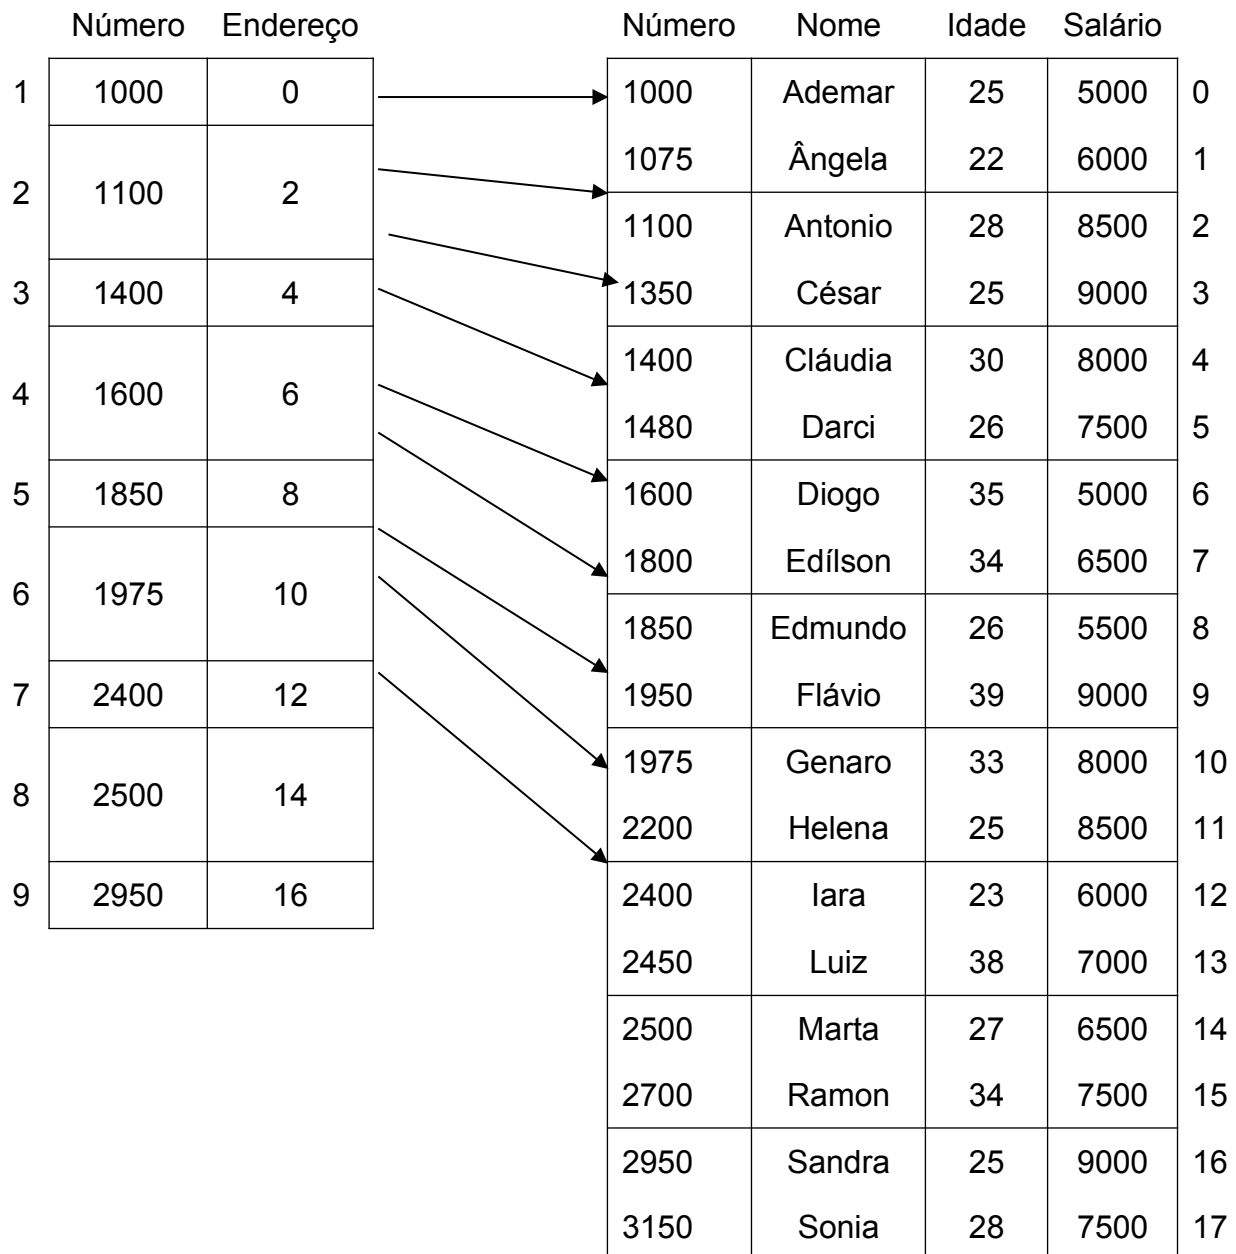 Número Endereço
1 1000 0
2 1100 2
3 1400 4
4 1600 6
5 1850 8
6 1975 10
7 2400 12
8 2500 14
9 2950 16
Número Nome Idade Salário
1000 Ademar 25 5000 0
1075 Ângela 22 6000 1
1100 Antonio 28 8500 2
1350 César 25 9000 3
1400 Cláudia 30 8000 4
1480 Darci 26 7500 5
1600 Diogo 35 5000 6
1800 Edílson 34 6500 7
1850 Edmundo 26 5500 8
1950 Flávio 39 9000 9
1975 Genaro 33 8000 10
2200 Helena 25 8500 11
2400 Iara 23 6000 12
2450 Luiz 38 7000 13
2500 Marta 27 6500 14
2700 Ramon 34 7500 15
2950 Sandra 25 9000 16
3150 Sonia 28 7500 17